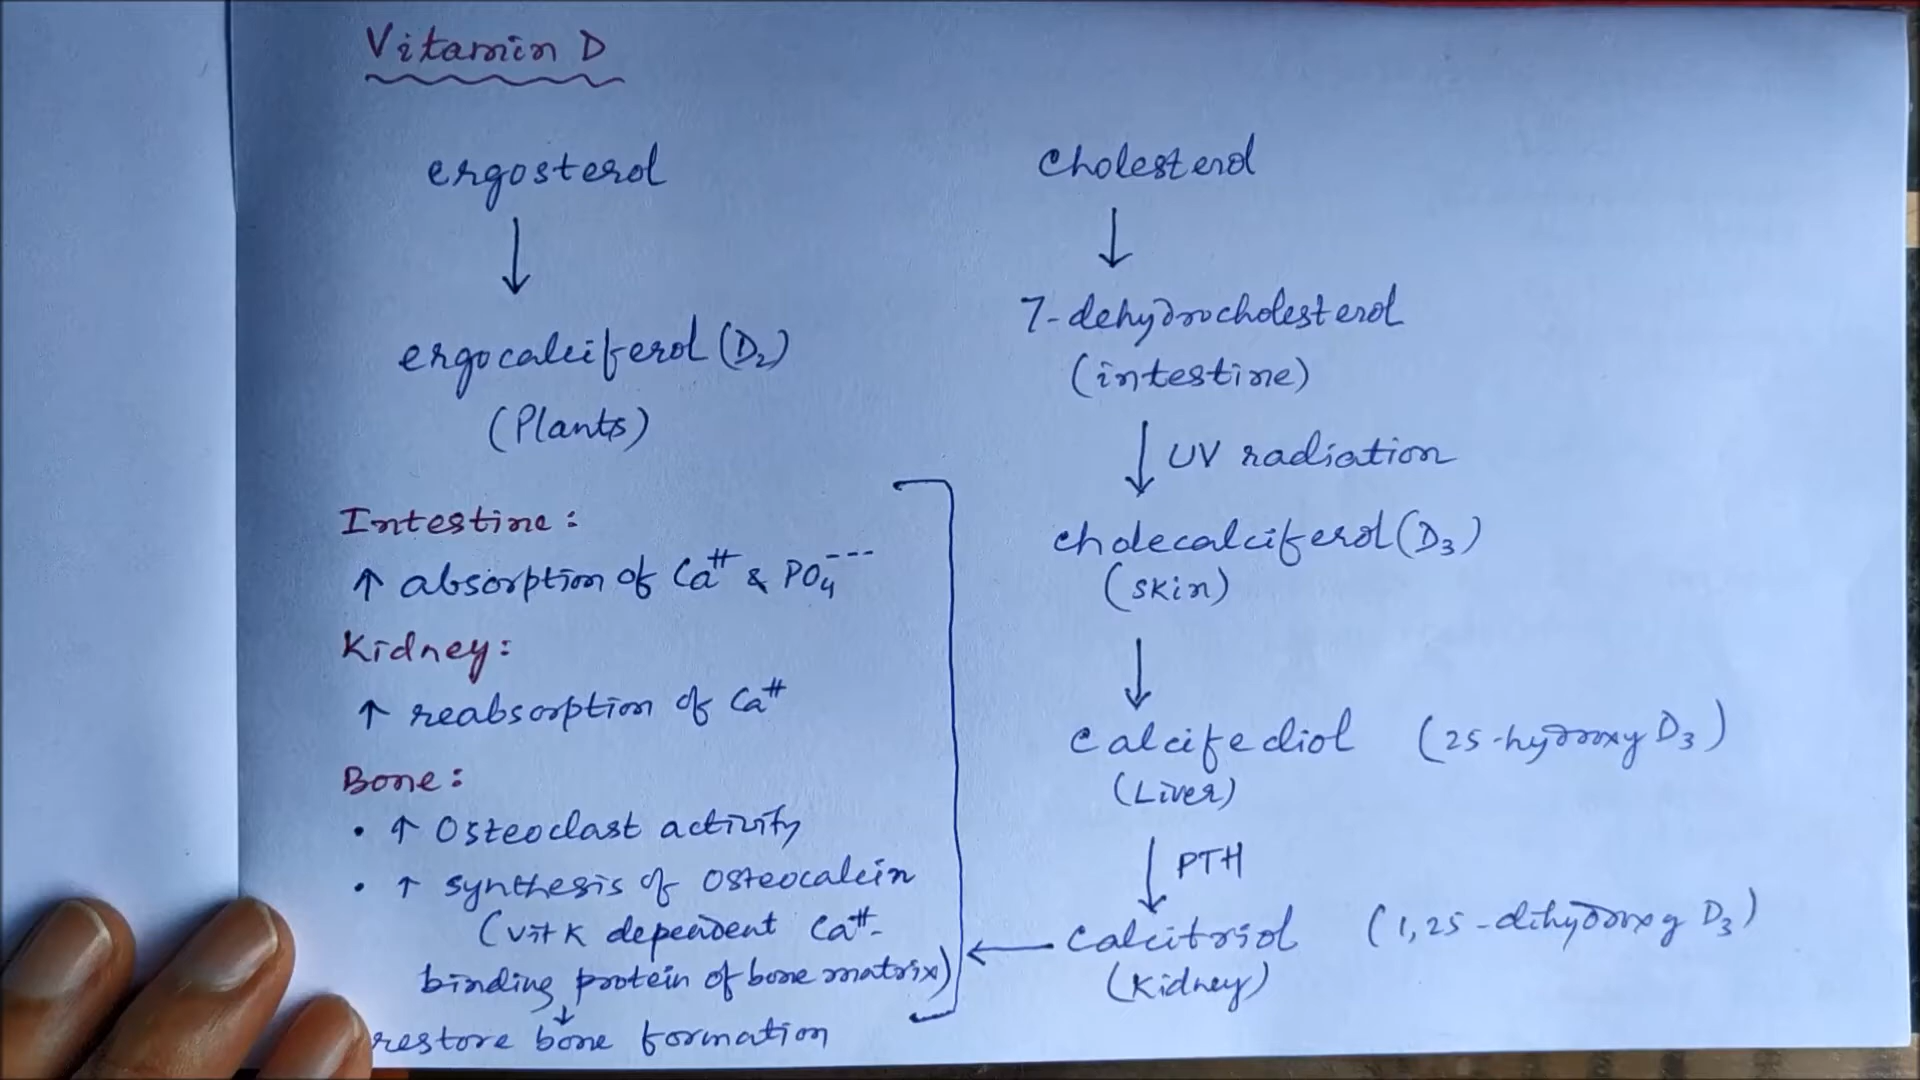 Vitamin D
ergosterol
↓
ergocalciferol (D₂)
(Plants)
Cholesterol
↓
7-dehydrocholesterol
(intestine)
↓ UV radiation
cholecalciferol (D₃)
(skin)
↓
Calcifediol (25-hydroxy D₃)
(Liver)
↓ PTH
Calcitriol (1,25-dihydroxy D₃)
(Kidney)
←
Intestine:
↑ absorption of Ca⁺⁺ & PO₄⁻⁻⁻
Kidney:
↑ reabsorption of Ca⁺⁺
Bone:
• ↑ Osteoclast activity
• ↑ synthesis of Osteocalcin
(vit K dependent Ca⁺⁺-
binding protein of bone matrix)
↓
restore bone formation